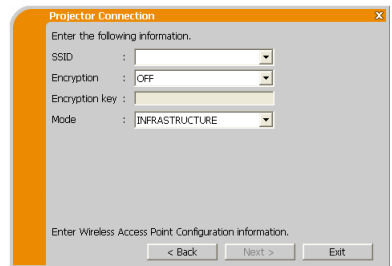 Projector Connection
Enter the following information.
SSID :
Encryption : OFF
Encryption key :
Mode : INFRASTRUCTURE
Enter Wireless Access Point Configuration information.
< Back Next > Exit